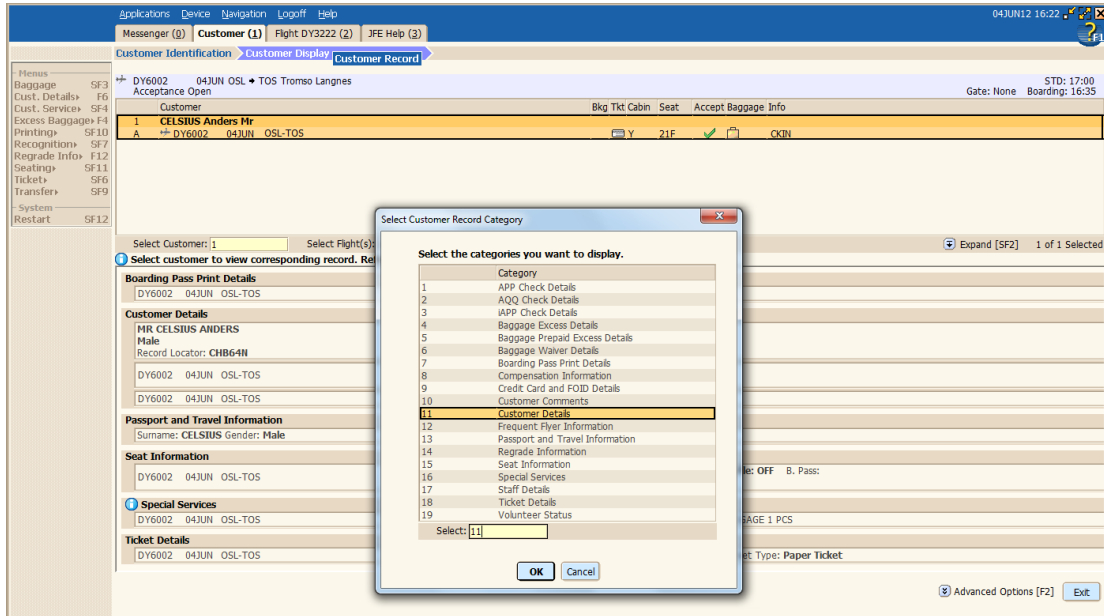 Applications Device Navigation Logoff Help 04JUN12 16:22
Messenger (0) Customer (1) Flight DY3222 (2) JFE Help (3) F1
Customer Identification Customer Display Customer Record
Menus
Baggage SF3
Cust. Details F6
Cust. Service SF4
Excess Baggage F4
Printing SF10
Recognition SF7
Regrade Info F12
Seating SF11
Ticket SF6
Transfer SF9
System
Restart SF12
DY6002 04JUN OSL TOS Tromso Langnes STD: 17:00
Acceptance Open Gate: None Boarding: 16:35
Customer Bkg Tkt Cabin Seat Accept Baggage Info
1 CELSIUS Anders Mr
A DY6002 04JUN OSL-TOS Y 21F CKIN
Select Customer: 1 Select Flight(s): Expand [SF2] 1 of 1 Selected
Select customer to view corresponding record.
Boarding Pass Print Details
DY6002 04JUN OSL-TOS
Customer Details
MR CELSIUS ANDERS
Male
Record Locator: CHB64N
DY6002 04JUN OSL-TOS
DY6002 04JUN OSL-TOS
Passport and Travel Information
Surname: CELSIUS Gender: Male
Seat Information
DY6002 04JUN OSL-TOS OFF B. Pass:
Special Services
DY6002 04JUN OSL-TOS 1 PCS
Ticket Details
DY6002 04JUN OSL-TOS Type: Paper Ticket
Advanced Options [F2] Exit
Select Customer Record Category
Select the categories you want to display.
Category
1 APP Check Details
2 AQQ Check Details
3 iAPP Check Details
4 Baggage Excess Details
5 Baggage Prepaid Excess Details
6 Baggage Waiver Details
7 Boarding Pass Print Details
8 Compensation Information
9 Credit Card and FOID Details
10 Customer Comments
11 Customer Details
12 Frequent Flyer Information
13 Passport and Travel Information
14 Regrade Information
15 Seat Information
16 Special Services
17 Staff Details
18 Ticket Details
19 Volunteer Status
Select: 11
OK Cancel